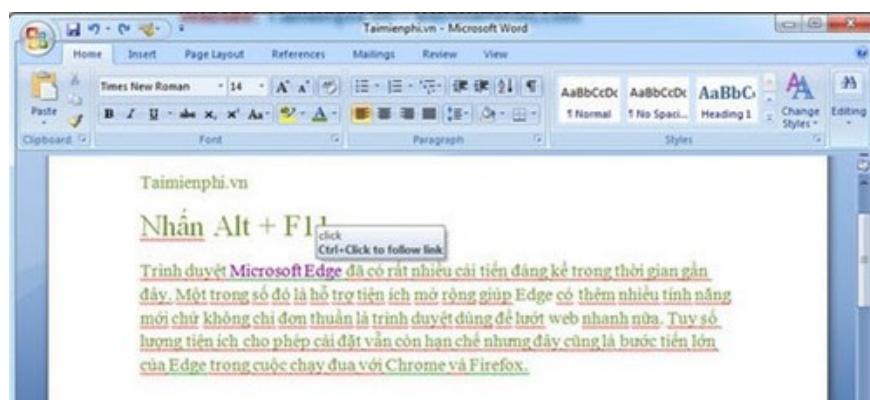 Taimienphi.vn - Microsoft Word
Home Insert Page Layout References Mailings Review View
Times New Roman 14
Paste
B I U abc x, x² Aa A
AaBbCcDc AaBbCcDc AaBbCc
¶ Normal ¶ No Spaci... Heading 1
Change Styles
Editing
Clipboard Font Paragraph Styles
Taimienphi.vn
Nhấn Alt + F11
click
Ctrl+Click to follow link
Trình duyệt Microsoft Edge đã có rất nhiều cải tiến đáng kể trong thời gian gần
đây. Một trong số đó là hỗ trợ tiện ích mở rộng giúp Edge có thêm nhiều tính năng
mới chứ không chỉ đơn thuần là trình duyệt dùng để lướt web nhanh nữa. Tuy số
lượng tiện ích cho phép cài đặt vẫn còn hạn chế nhưng đây cũng là bước tiến lớn
của Edge trong cuộc chạy đua với Chrome và Firefox.